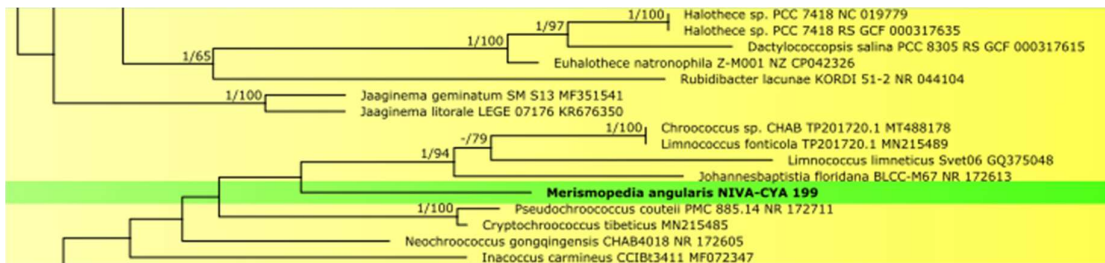 1/100 Halothece sp. PCC 7418 NC 019779
1/97 Halothece sp. PCC 7418 RS GCF 000317635
1/100 Dactylococcopsis salina PCC 8305 RS GCF 000317615
1/65 Euhalothece natronophila Z-M001 NZ CP042326
Rubidibacter lacunae KORDI 51-2 NR 044104
1/100 Jaaginema geminatum SM S13 MF351541
Jaaginema litorale LEGE 07176 KR676350
1/100 Chroococcus sp. CHAB TP201720.1 MT488178
-/79 Limnococcus fonticola TP201720.1 MN215489
1/94 Limnococcus limneticus Svet06 GQ375048
Johannesbaptistia floridana BLCC-M67 NR 172613
Merismopedia angularis NIVA-CYA 199
1/100 Pseudochroococcus couteii PMC 885.14 NR 172711
Cryptochroococcus tibeticus MN215485
Neochroococcus gongqingensis CHAB4018 NR 172605
Inacoccus carmineus CCIBt3411 MF072347